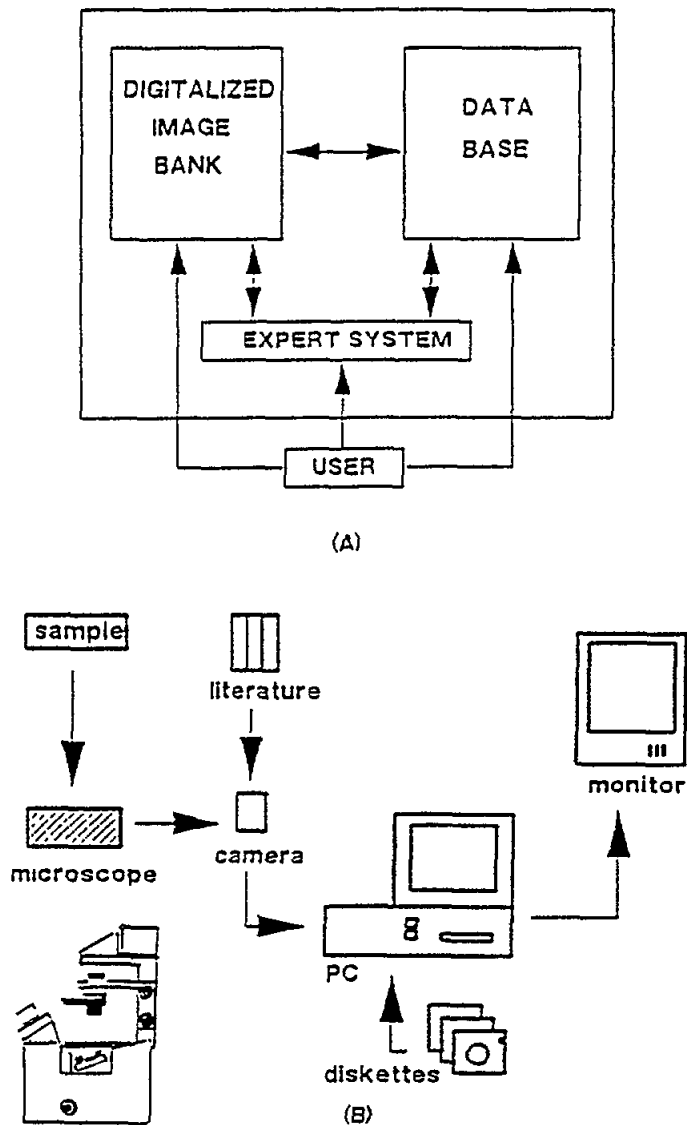 DIGITALIZED
IMAGE
BANK
DATA
BASE
EXPERT SYSTEM
USER
(A)
sample
literature
monitor
microscope
camera
PC
diskettes
(B)